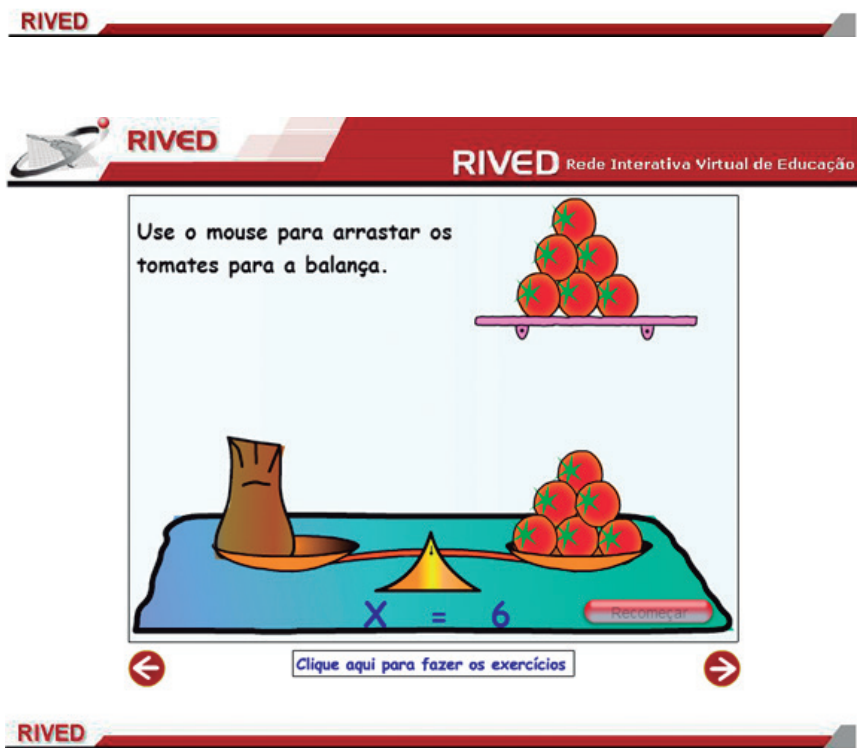 RIVED
RIVED
RIVED Rede Interativa Virtual de Educação
Use o mouse para arrastar os
tomates para a balança.
X = 6
Recomeçar
Clique aqui para fazer os exercícios
RIVED